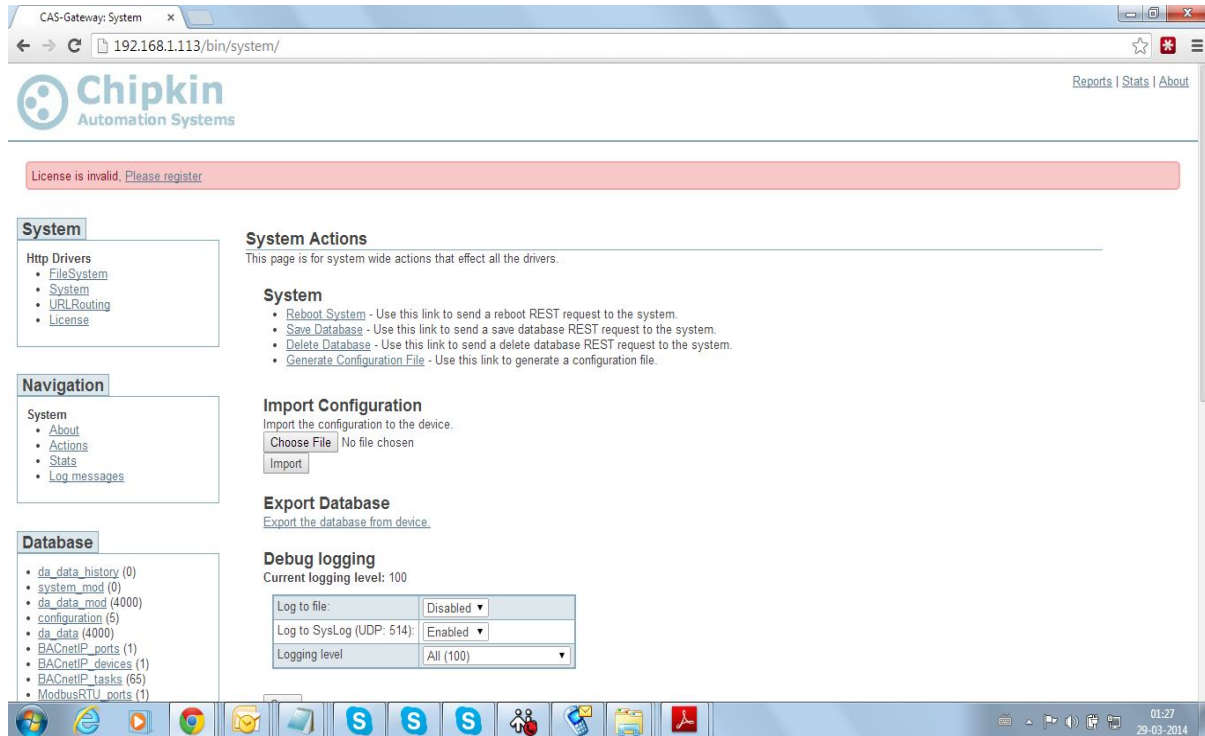 CAS-Gateway: System
192.168.1.113/bin/system/
Chipkin
Automation Systems
Reports | Stats | About
License is invalid, Please register
System
Http Drivers
FileSystem
System
URLRouting
License
Navigation
System
About
Actions
Stats
Log messages
Database
da_data_history (0)
system_mod (0)
da_data_mod (4000)
configuration (5)
da_data (4000)
BACnetIP_ports (1)
BACnetIP_devices (1)
BACnetIP_tasks (65)
ModbusRTU_ports (1)
System Actions
This page is for system wide actions that effect all the drivers.
System
Reboot System - Use this link to send a reboot REST request to the system.
Save Database - Use this link to send a save database REST request to the system.
Delete Database - Use this link to send a delete database REST request to the system.
Generate Configuration File - Use this link to generate a configuration file.
Import Configuration
Import the configuration to the device.
Choose File No file chosen
Import
Export Database
Export the database from device.
Debug logging
Current logging level: 100
Log to file: Disabled
Log to SysLog (UDP: 514): Enabled
Logging level All (100)
01:27
29-03-2014